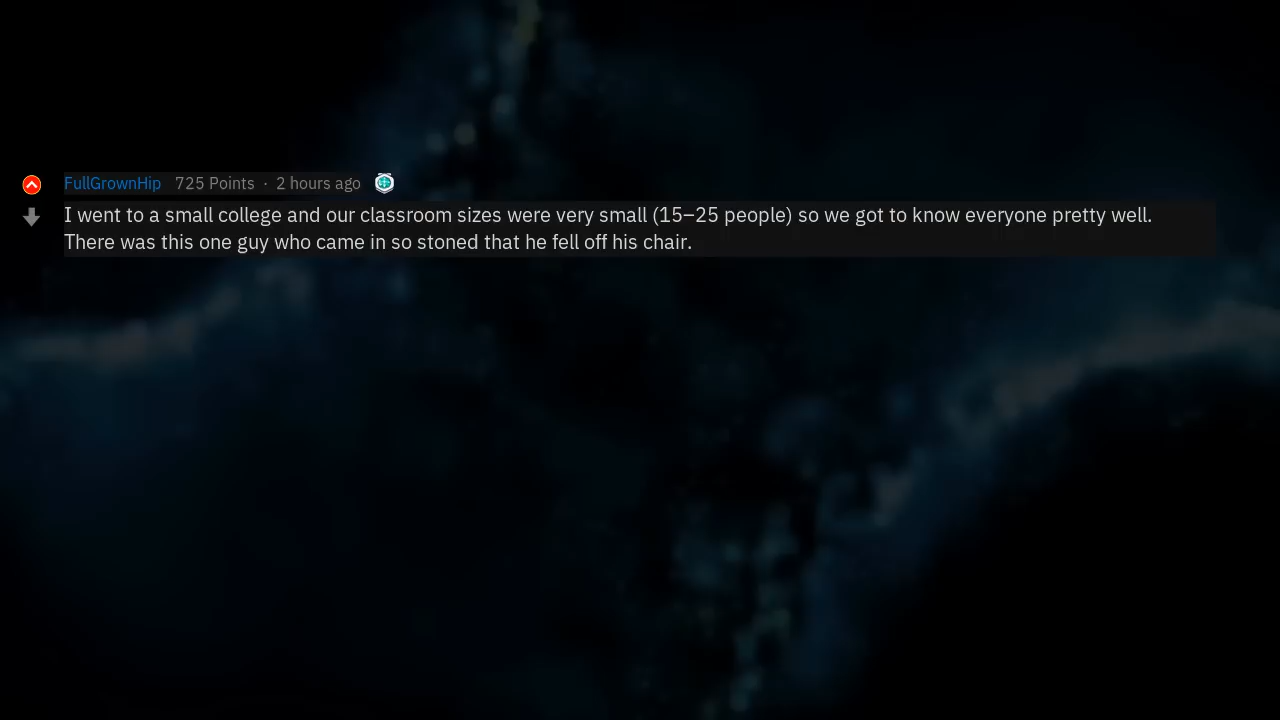 FullGrownHip 725 Points · 2 hours ago
I went to a small college and our classroom sizes were very small (15–25 people) so we got to know everyone pretty well.
There was this one guy who came in so stoned that he fell off his chair.